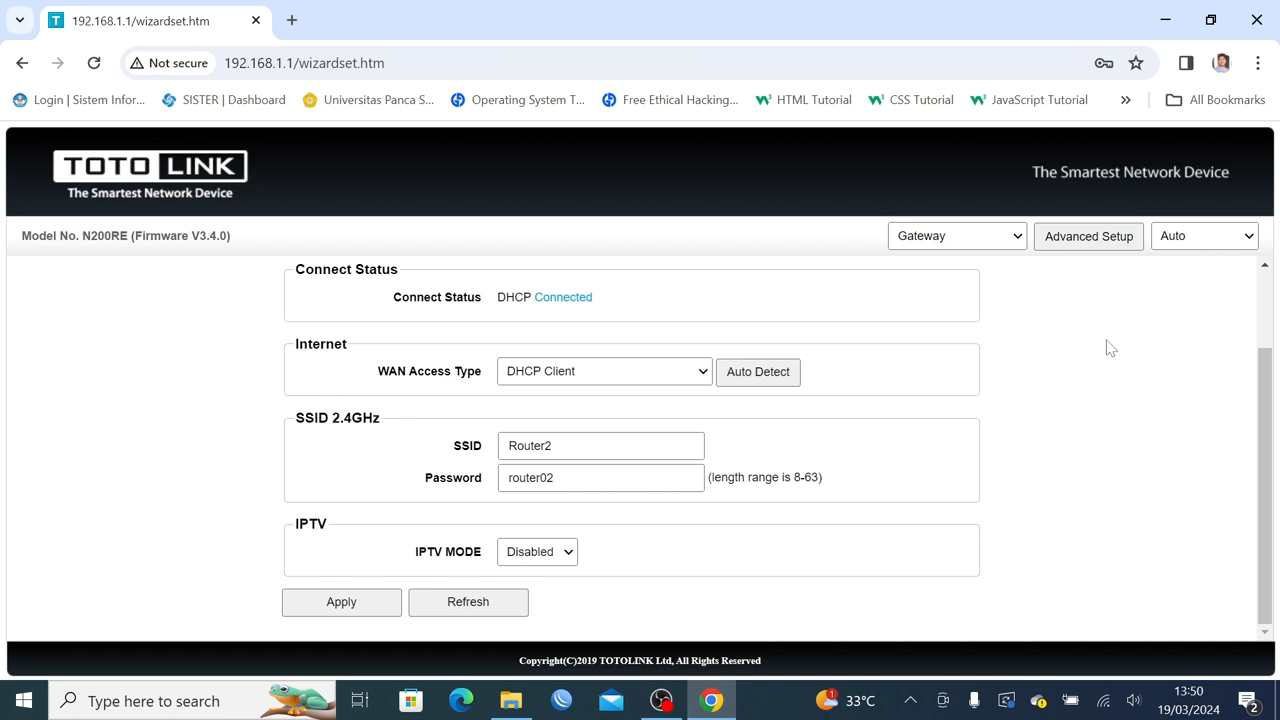 192.168.1.1/wizardset.htm
Not secure
192.168.1.1/wizardset.htm
Login | Sistem Infor...
SISTER | Dashboard
Universitas Panca S...
Operating System T...
Free Ethical Hacking...
HTML Tutorial
CSS Tutorial
JavaScript Tutorial
All Bookmarks
TOTO LINK
The Smartest Network Device
The Smartest Network Device
Model No. N200RE (Firmware V3.4.0)
Gateway
Advanced Setup
Auto
Connect Status
Connect Status DHCP Connected
Internet
WAN Access Type DHCP Client Auto Detect
SSID 2.4GHz
SSID Router2
Password router02 (length range is 8-63)
IPTV
IPTV MODE Disabled
Apply Refresh
Copyright(C)2019 TOTOLINK Ltd, All Rights Reserved
Type here to search
1
33°C
13:50
19/03/2024
2